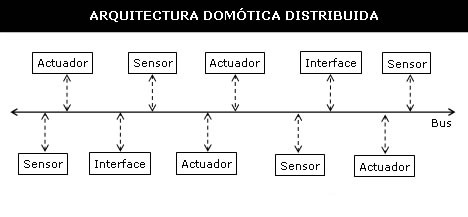 ARQUITECTURA DOMÓTICA DISTRIBUIDA
Actuador Sensor Actuador Interface Sensor
Bus
Sensor Interface Actuador Sensor Actuador